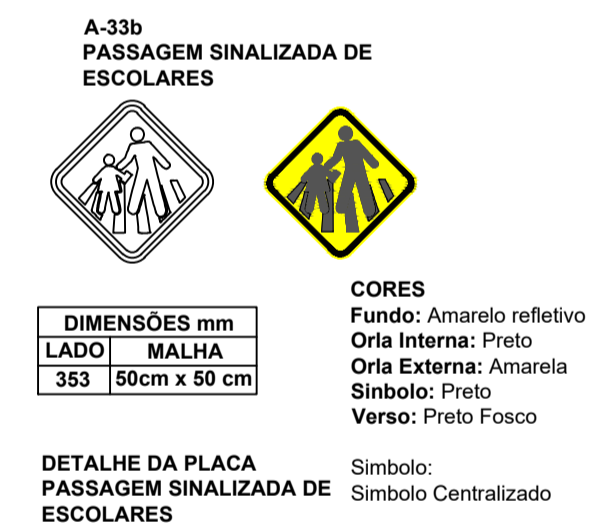 A-33b
PASSAGEM SINALIZADA DE
ESCOLARES
DIMENSÕES mm
LADO MALHA
353 50cm x 50 cm
CORES
Fundo: Amarelo refletivo
Orla Interna: Preto
Orla Externa: Amarela
Sinbolo: Preto
Verso: Preto Fosco
DETALHE DA PLACA
PASSAGEM SINALIZADA DE
ESCOLARES
Simbolo:
Simbolo Centralizado